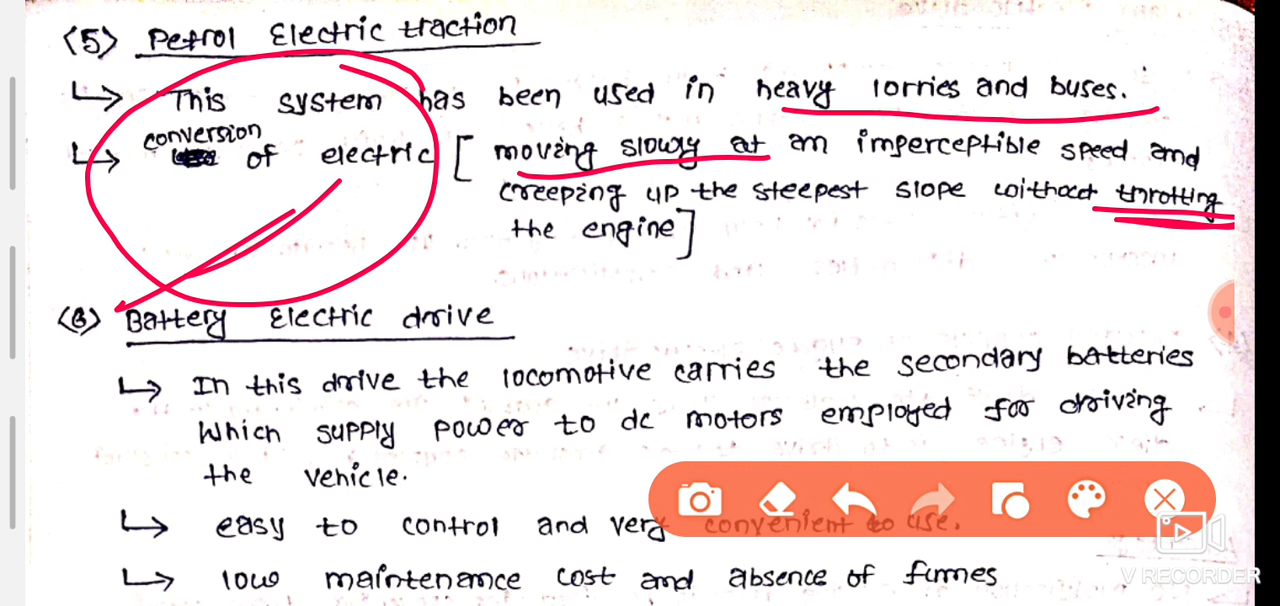 (5) Petrol Electric traction
↳ This system has been used in heavy lorries and buses.
↳ conversion of electric [moving slowly at an imperceptible speed and
creeping up the steepest slope without throtting
the engine]
(6) Battery Electric drive
↳ In this drive the locomotive carries the secondary batteries
which supply power to dc motors employed for driving
the vehicle.
↳ easy to control and very convenient to use.
↳ low maintenance cost and absence of fumes
V RECORDER